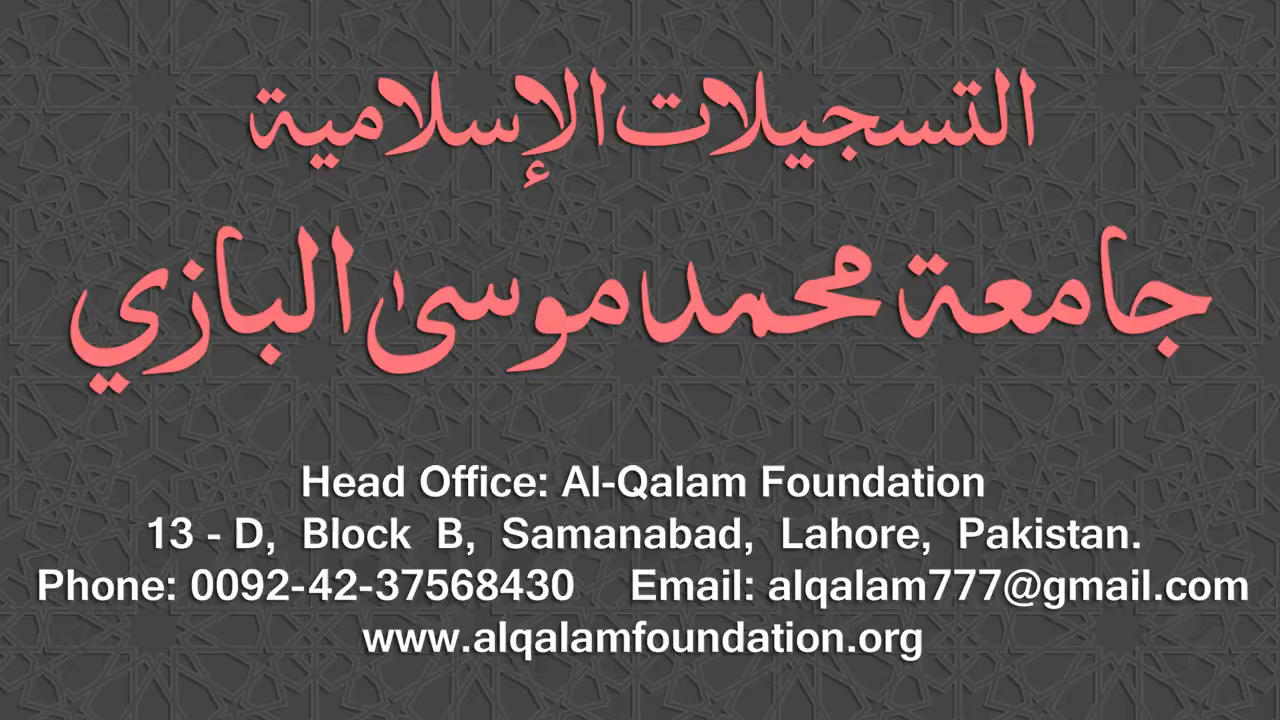 التسجيلات الإسلامية
جامعة محمد موسىٰ البازي
Head Office: Al-Qalam Foundation
13 - D, Block B, Samanabad, Lahore, Pakistan.
Phone: 0092-42-37568430 Email: alqalam777@gmail.com
www.alqalamfoundation.org